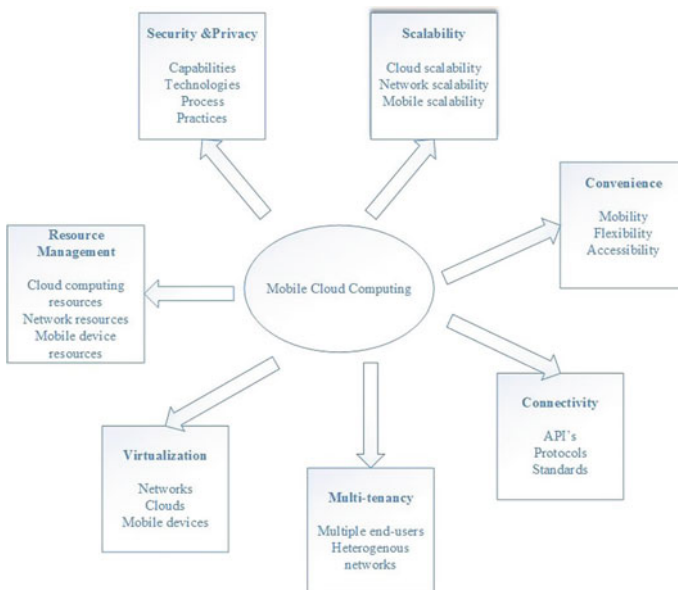 Security &Privacy
Capabilities
Technologies
Process
Practices
Scalability
Cloud scalability
Network scalability
Mobile scalability
Convenience
Mobility
Flexibility
Accessibility
Resource
Management
Cloud computing
resources
Network resources
Mobile device
resources
Mobile Cloud Computing
Connectivity
API`s
Protocols
Standards
Virtualization
Networks
Clouds
Mobile devices
Multi-tenancy
Multiple end-users
Heterogenous
networks